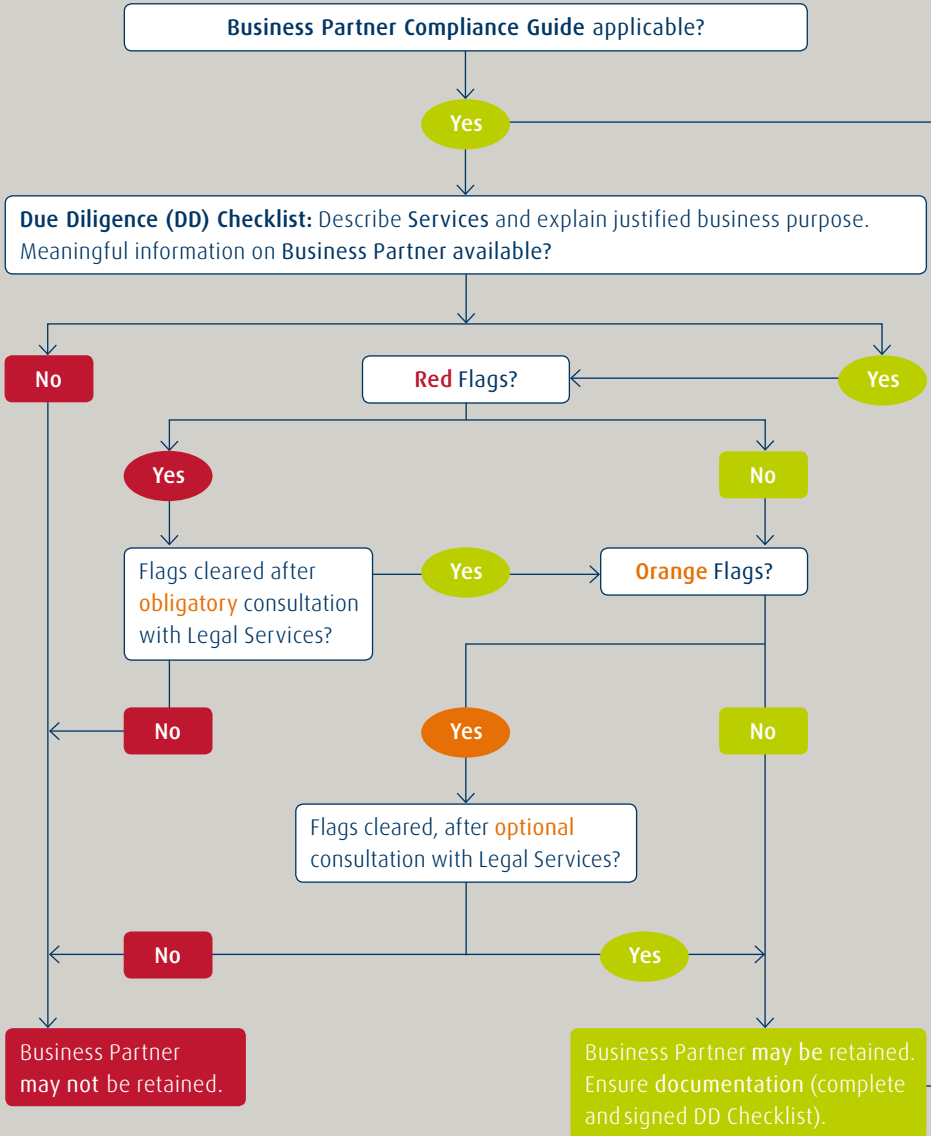 Business Partner Compliance Guide applicable?
Yes
Due Diligence (DD) Checklist: Describe Services and explain justified business purpose.
Meaningful information on Business Partner available?
No
Red Flags?
Yes
Yes
No
Flags cleared after
obligatory consultation
with Legal Services?
Yes
Orange Flags?
No
Yes
No
Flags cleared, after optional
consultation with Legal Services?
No
Yes
Business Partner
may not be retained.
Business Partner may be retained.
Ensure documentation (complete
and signed DD Checklist).